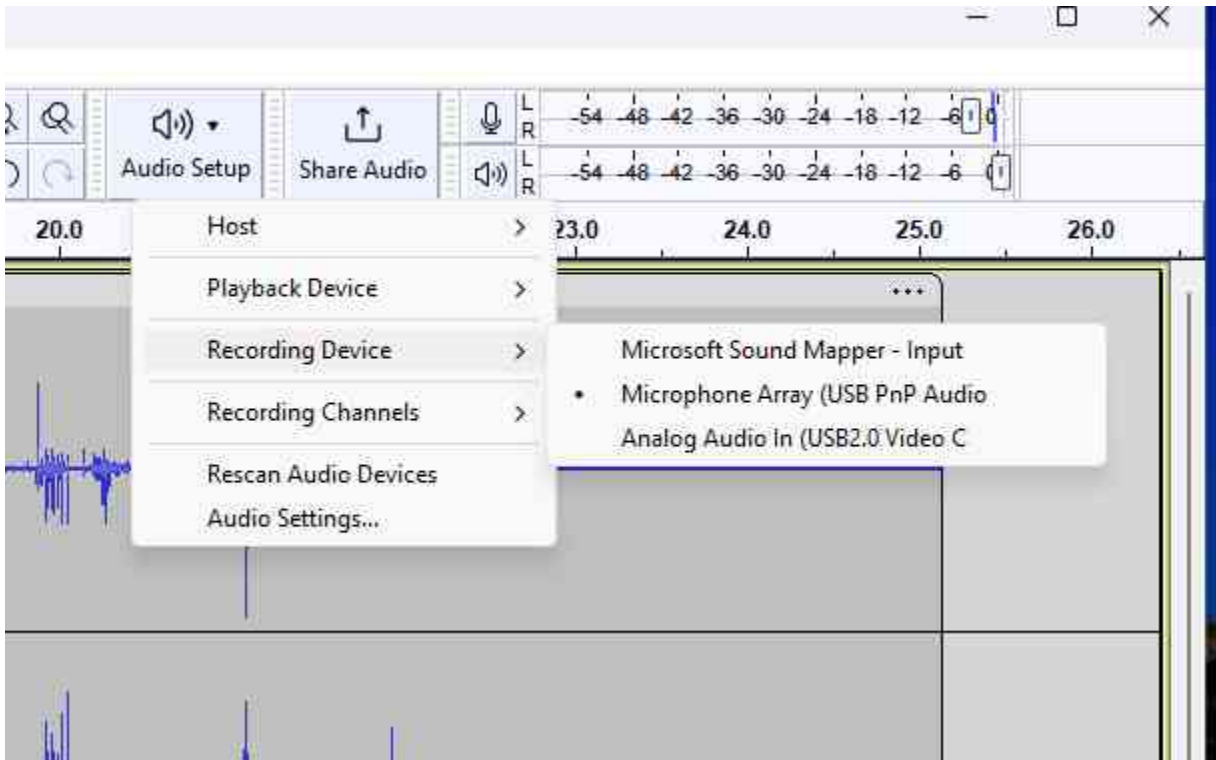 L
R
-54 -48 -42 -36 -30 -24 -18 -12 -6 0
Audio Setup
Share Audio
L
R
-54 -48 -42 -36 -30 -24 -18 -12 -6
20.0
23.0
24.0
25.0
26.0
Host
Playback Device
Recording Device
Microsoft Sound Mapper - Input
Microphone Array (USB PnP Audio
Analog Audio In (USB2.0 Video C
Recording Channels
Rescan Audio Devices
Audio Settings...